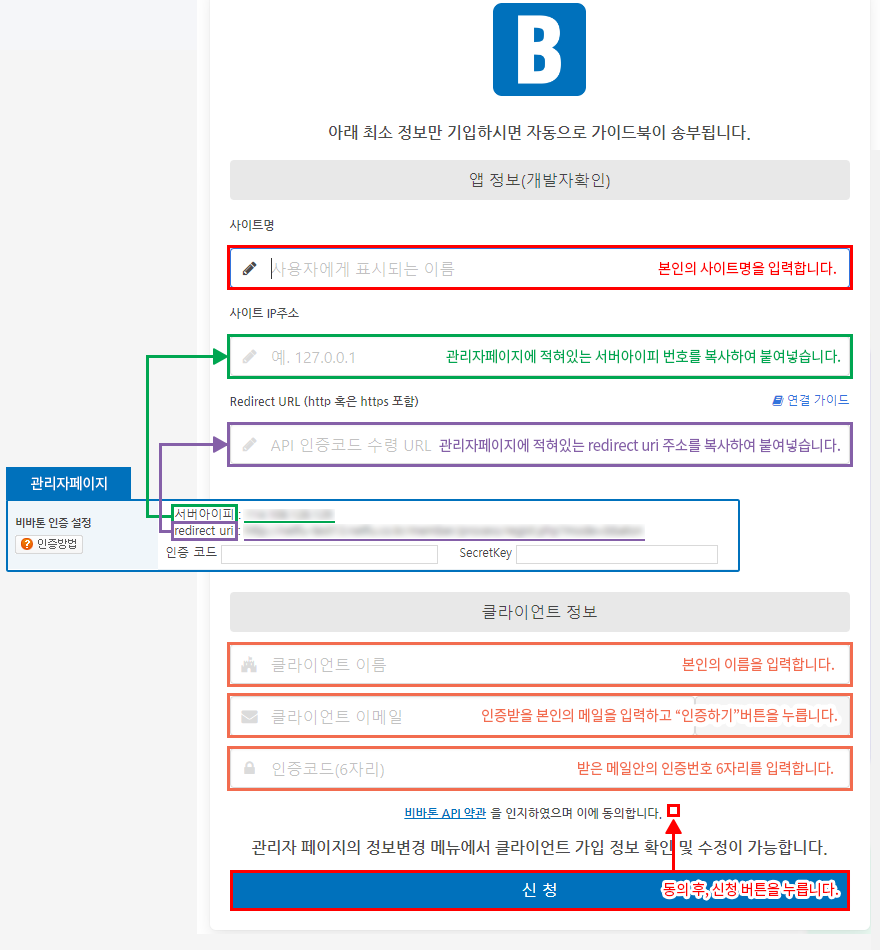 B
아래 최소 정보만 기입하시면 자동으로 가이드북이 송부됩니다.
앱 정보(개발자확인)
사이트명
사용자에게 표시되는 이름 본인의 사이트명을 입력합니다.
사이트 IP주소
예. 127.0.0.1 관리자페이지에 적혀있는 서버아이피 번호를 복사하여 붙여넣습니다.
Redirect URL (http 혹은 https 포함) 연결 가이드
API 인증코드 수령 URL 관리자페이지에 적혀있는 redirect uri 주소를 복사하여 붙여넣습니다.
관리자페이지
비바톤 인증 설정
? 인증방법
서버아이피 :
redirect uri :
인증 코드 SecretKey
클라이언트 정보
클라이언트 이름 본인의 이름을 입력합니다.
클라이언트 이메일 인증받을 본인의 메일을 입력하고 “인증하기”버튼을 누릅니다.
인증코드(6자리) 받은 메일안의 인증번호 6자리를 입력합니다.
비바톤 API 약관 을 인지하였으며 이에 동의합니다.
관리자 페이지의 정보변경 메뉴에서 클라이언트 가입 정보 확인 및 수정이 가능합니다.
신 청 동의 후, 신청 버튼을 누릅니다.